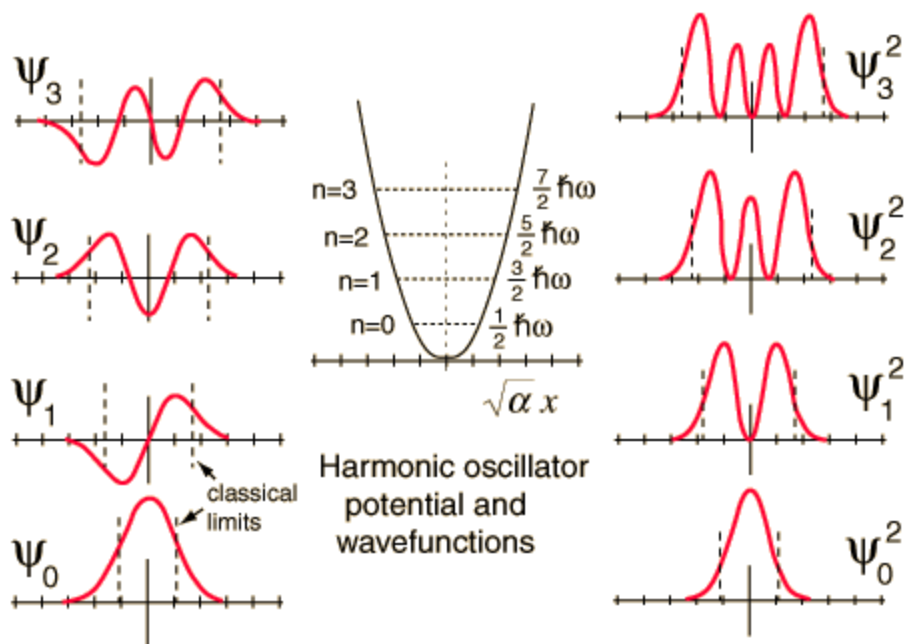 ψ₃
ψ₂
ψ₁
ψ₀
classical
limits
n=3
n=2
n=1
n=0
7/2 ħω
5/2 ħω
3/2 ħω
1/2 ħω
√α x
Harmonic oscillator
potential and
wavefunctions
ψ₃²
ψ₂²
ψ₁²
ψ₀²